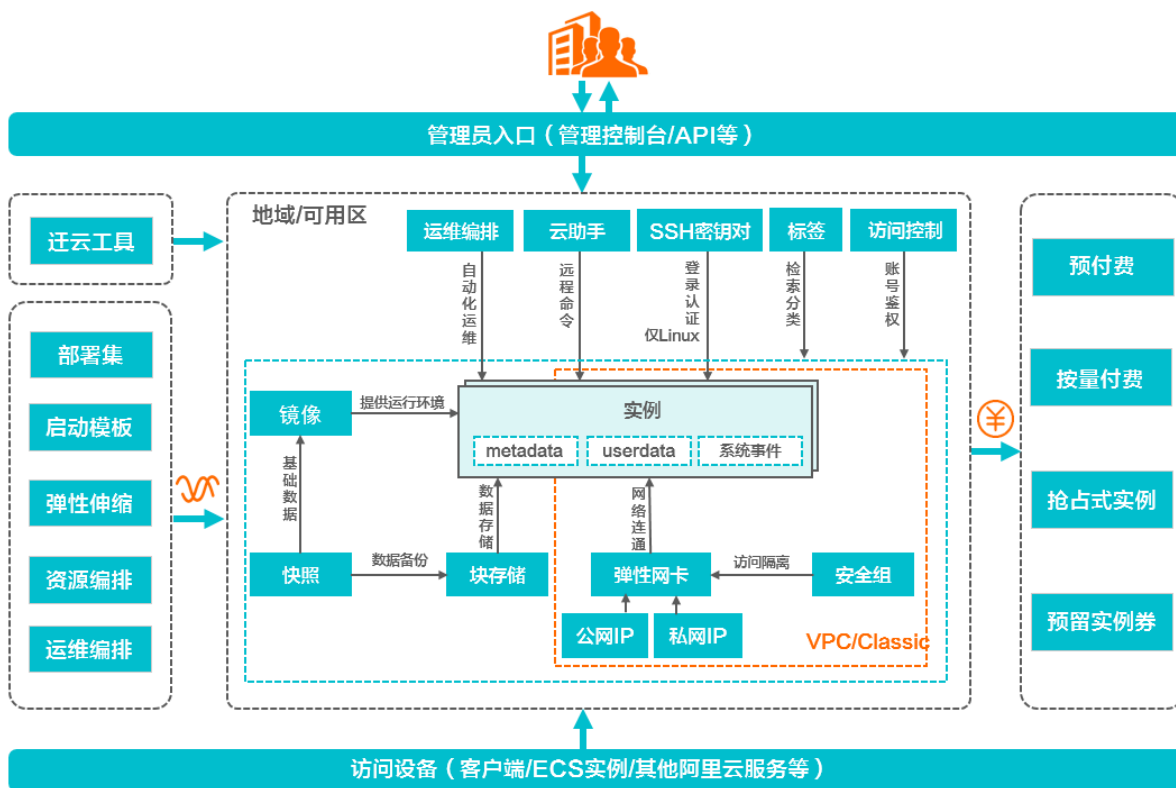 管理员入口（管理控制台/API等）
迁云工具
部署集
启动模板
弹性伸缩
资源编排
运维编排
地域/可用区
运维编排
云助手
SSH密钥对
标签
访问控制
自动化运维
远程命令
登录认证
仅Linux
检索分类
账号鉴权
镜像
提供运行环境
实例
metadata
userdata
系统事件
基础数据
数据存储
网络连通
快照
数据备份
块存储
弹性网卡
访问隔离
安全组
公网IP
私网IP
VPC/Classic
¥
预付费
按量付费
抢占式实例
预留实例券
访问设备（客户端/ECS实例/其他阿里云服务等）